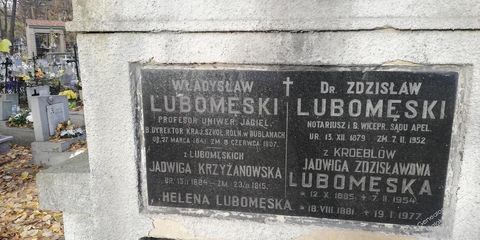 WŁADYSŁAW
LUBOMĘSKI
PROFESOR UNIWER. JAGIEL.
B. DYREKTOR KRAJ. SZKOŁ. ROLN. W DUBLANACH
UR. 27 MARCA 1841. ZM. 8 CZERWCA 1907.
z LUBOMĘSKICH
JADWIGA KRZYŻANOWSKA
UR. 13 II 1884 - ZM. 23 II 1915.
HELENA LUBOMĘSKA
DR. ZDZISŁAW
LUBOMĘSKI
NOTARIUSZ I B. WICEPR. SĄDU APEL.
UR. 13. XII 1879 ZM. 7. II. 1952
z KROEBLÓW
JADWIGA ZDZISŁAWOWA
LUBOMĘSKA
12. X. 1885 + 7. II 1954.
* 18. VIII 1881 + 19. I 1977.